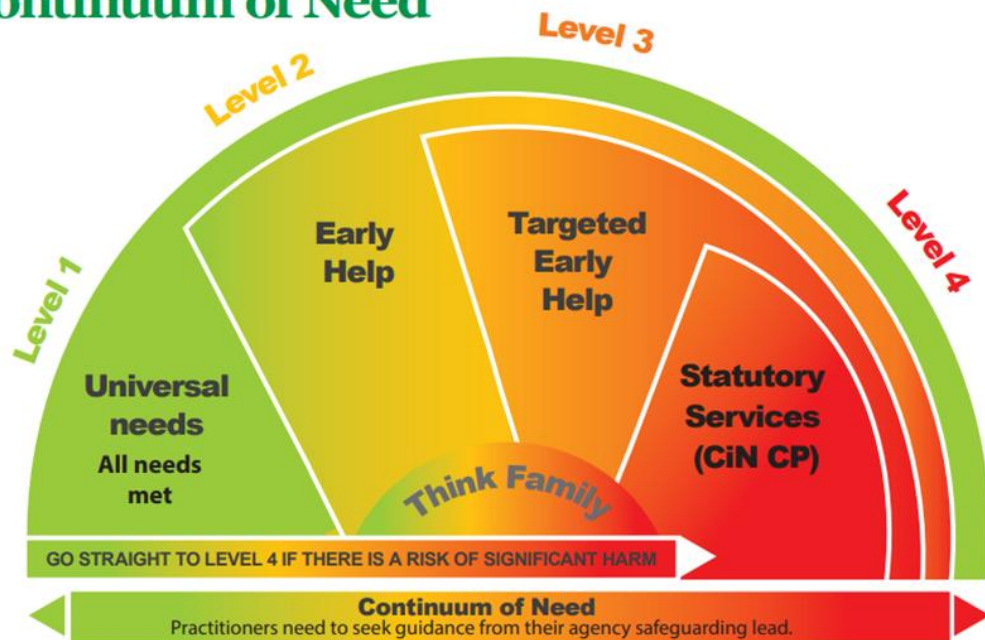 Continuum of Need
Level 1
Level 2
Level 3
Level 4
Universal
needs
All needs
met
Early
Help
Targeted
Early
Help
Statutory
Services
(CiN CP)
Think Family
GO STRAIGHT TO LEVEL 4 IF THERE IS A RISK OF SIGNIFICANT HARM
Continuum of Need
Practitioners need to seek guidance from their agency safeguarding lead.